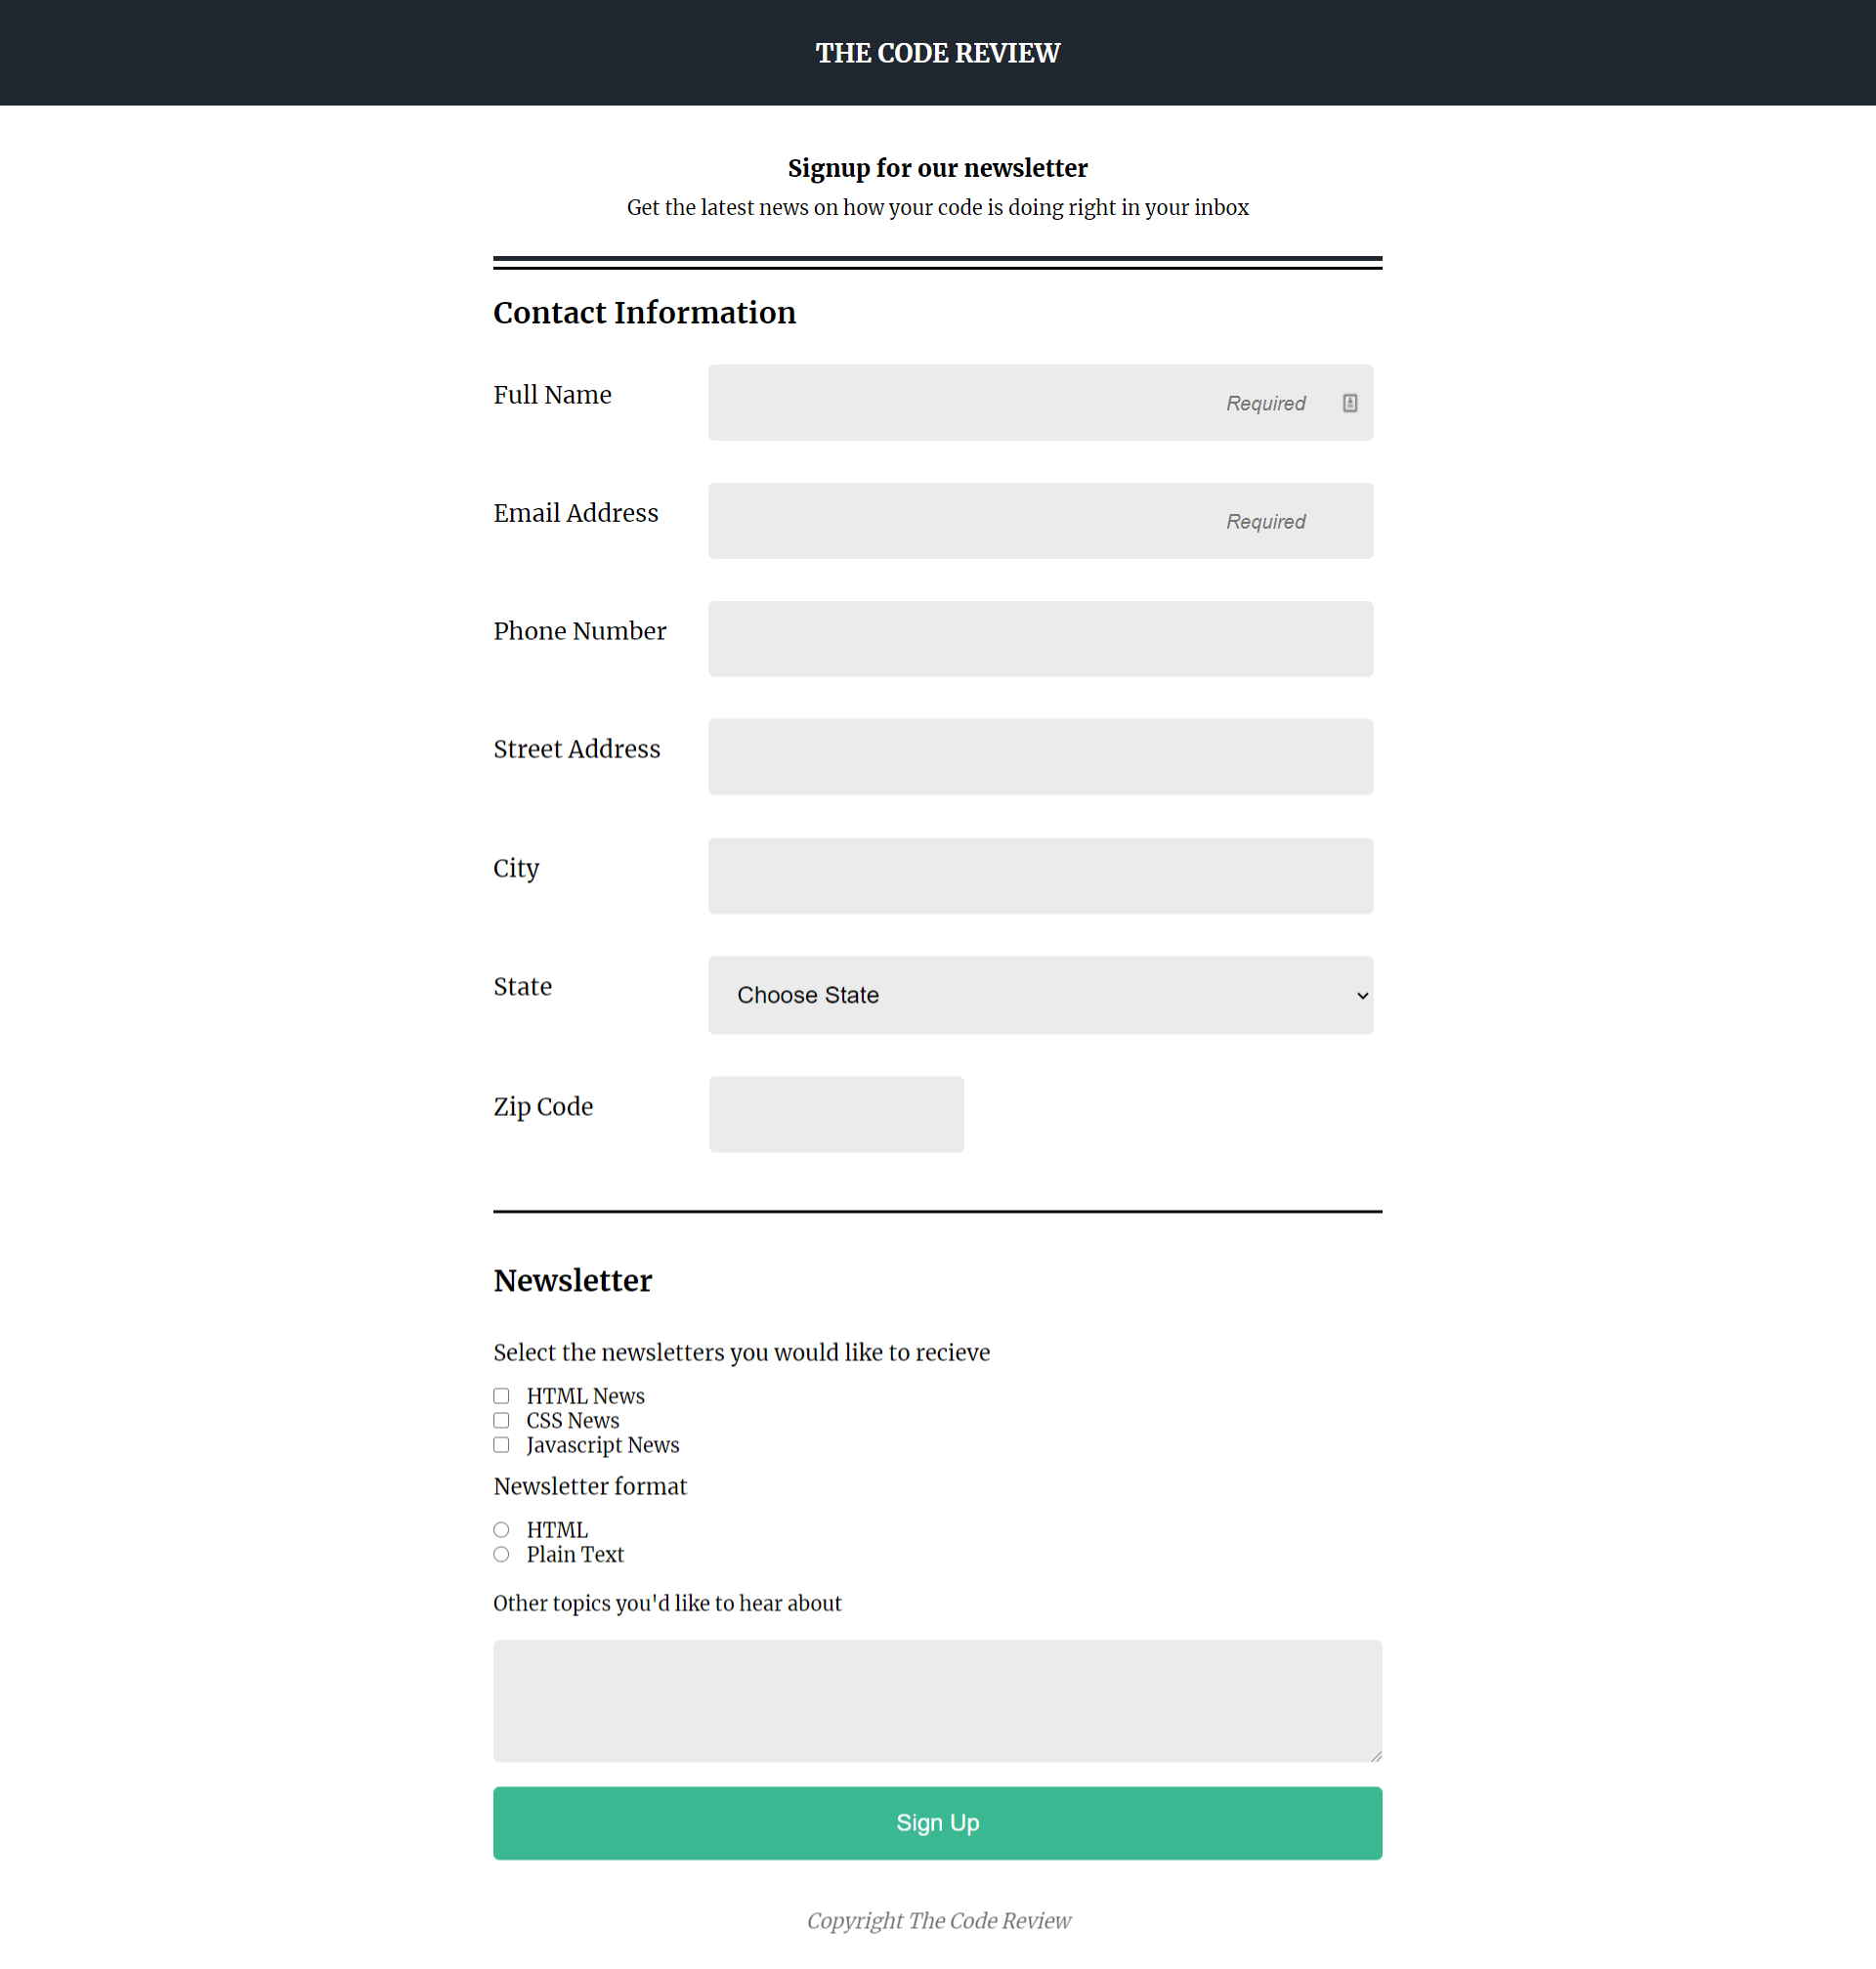 THE CODE REVIEW
Signup for our newsletter
Get the latest news on how your code is doing right in your inbox
Contact Information
Full Name
Required
Email Address
Required
Phone Number
Street Address
City
State
Choose State
Zip Code
Newsletter
Select the newsletters you would like to recieve
HTML News
CSS News
Javascript News
Newsletter format
HTML
Plain Text
Other topics you'd like to hear about
Sign Up
Copyright The Code Review